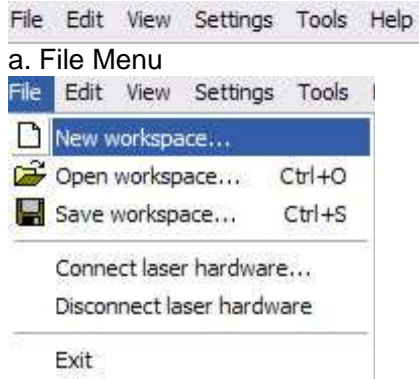 File Edit View Settings Tools Help
a. File Menu
File Edit View Settings Tools
New workspace...
Open workspace... Ctrl+O
Save workspace... Ctrl+S
Connect laser hardware...
Disconnect laser hardware
Exit